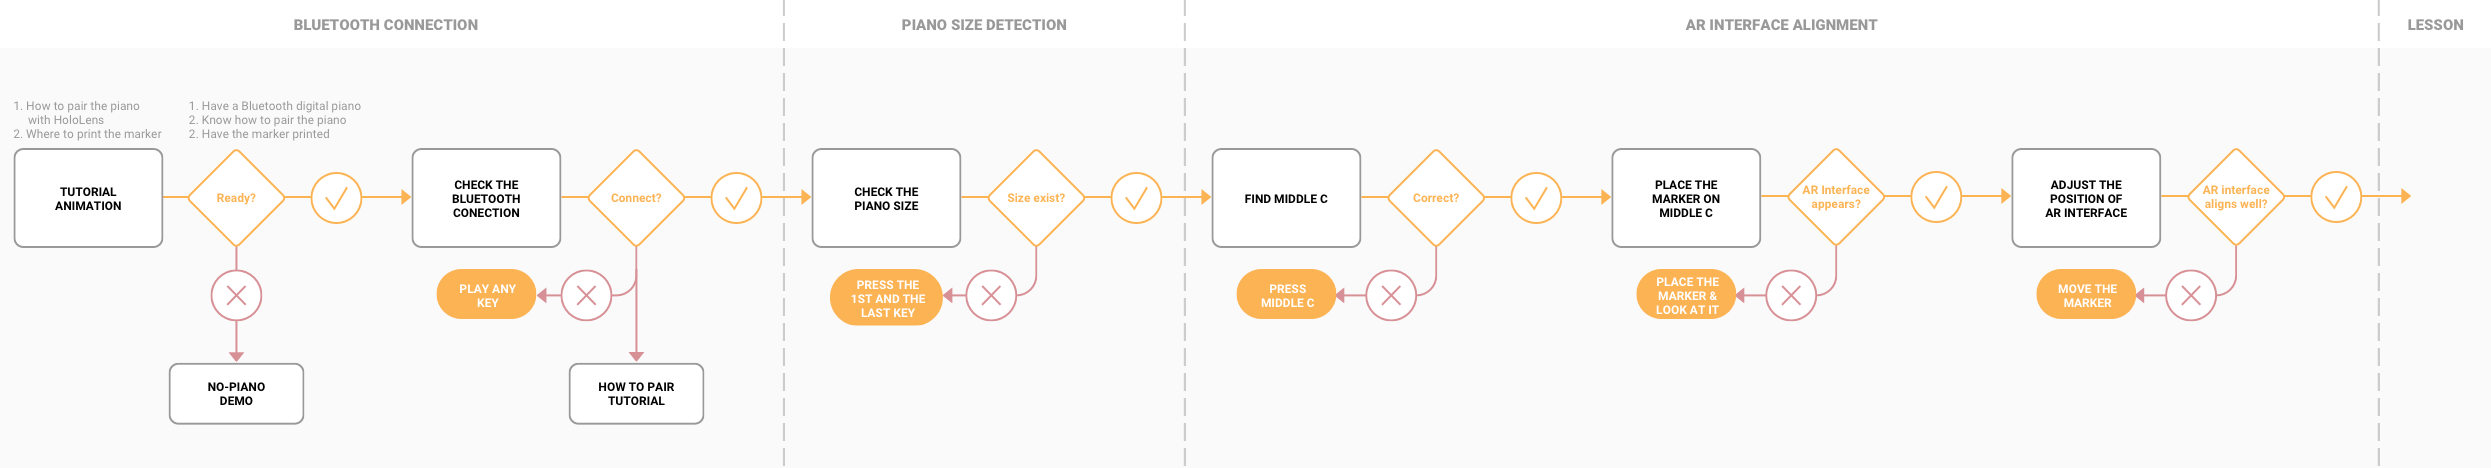 BLUETOOTH CONNECTION
PIANO SIZE DETECTION
AR INTERFACE ALIGNMENT
LESSON
1. How to pair the piano
with HoloLens
2. Where to print the marker
1. Have a Bluetooth digital piano
2. Know how to pair the piano
2. Have the marker printed
TUTORIAL
ANIMATION
Ready?
CHECK THE
BLUETOOTH
CONECTION
Connect?
CHECK THE
PIANO SIZE
Size exist?
FIND MIDDLE C
Correct?
PLACE THE
MARKER ON
MIDDLE C
AR Interface
appears?
ADJUST THE
POSITION OF
AR INTERFACE
AR interface
aligns well?
PLAY ANY
KEY
PRESS THE
1ST AND THE
LAST KEY
PRESS
MIDDLE C
PLACE THE
MARKER &
LOOK AT IT
MOVE THE
MARKER
NO-PIANO
DEMO
HOW TO PAIR
TUTORIAL